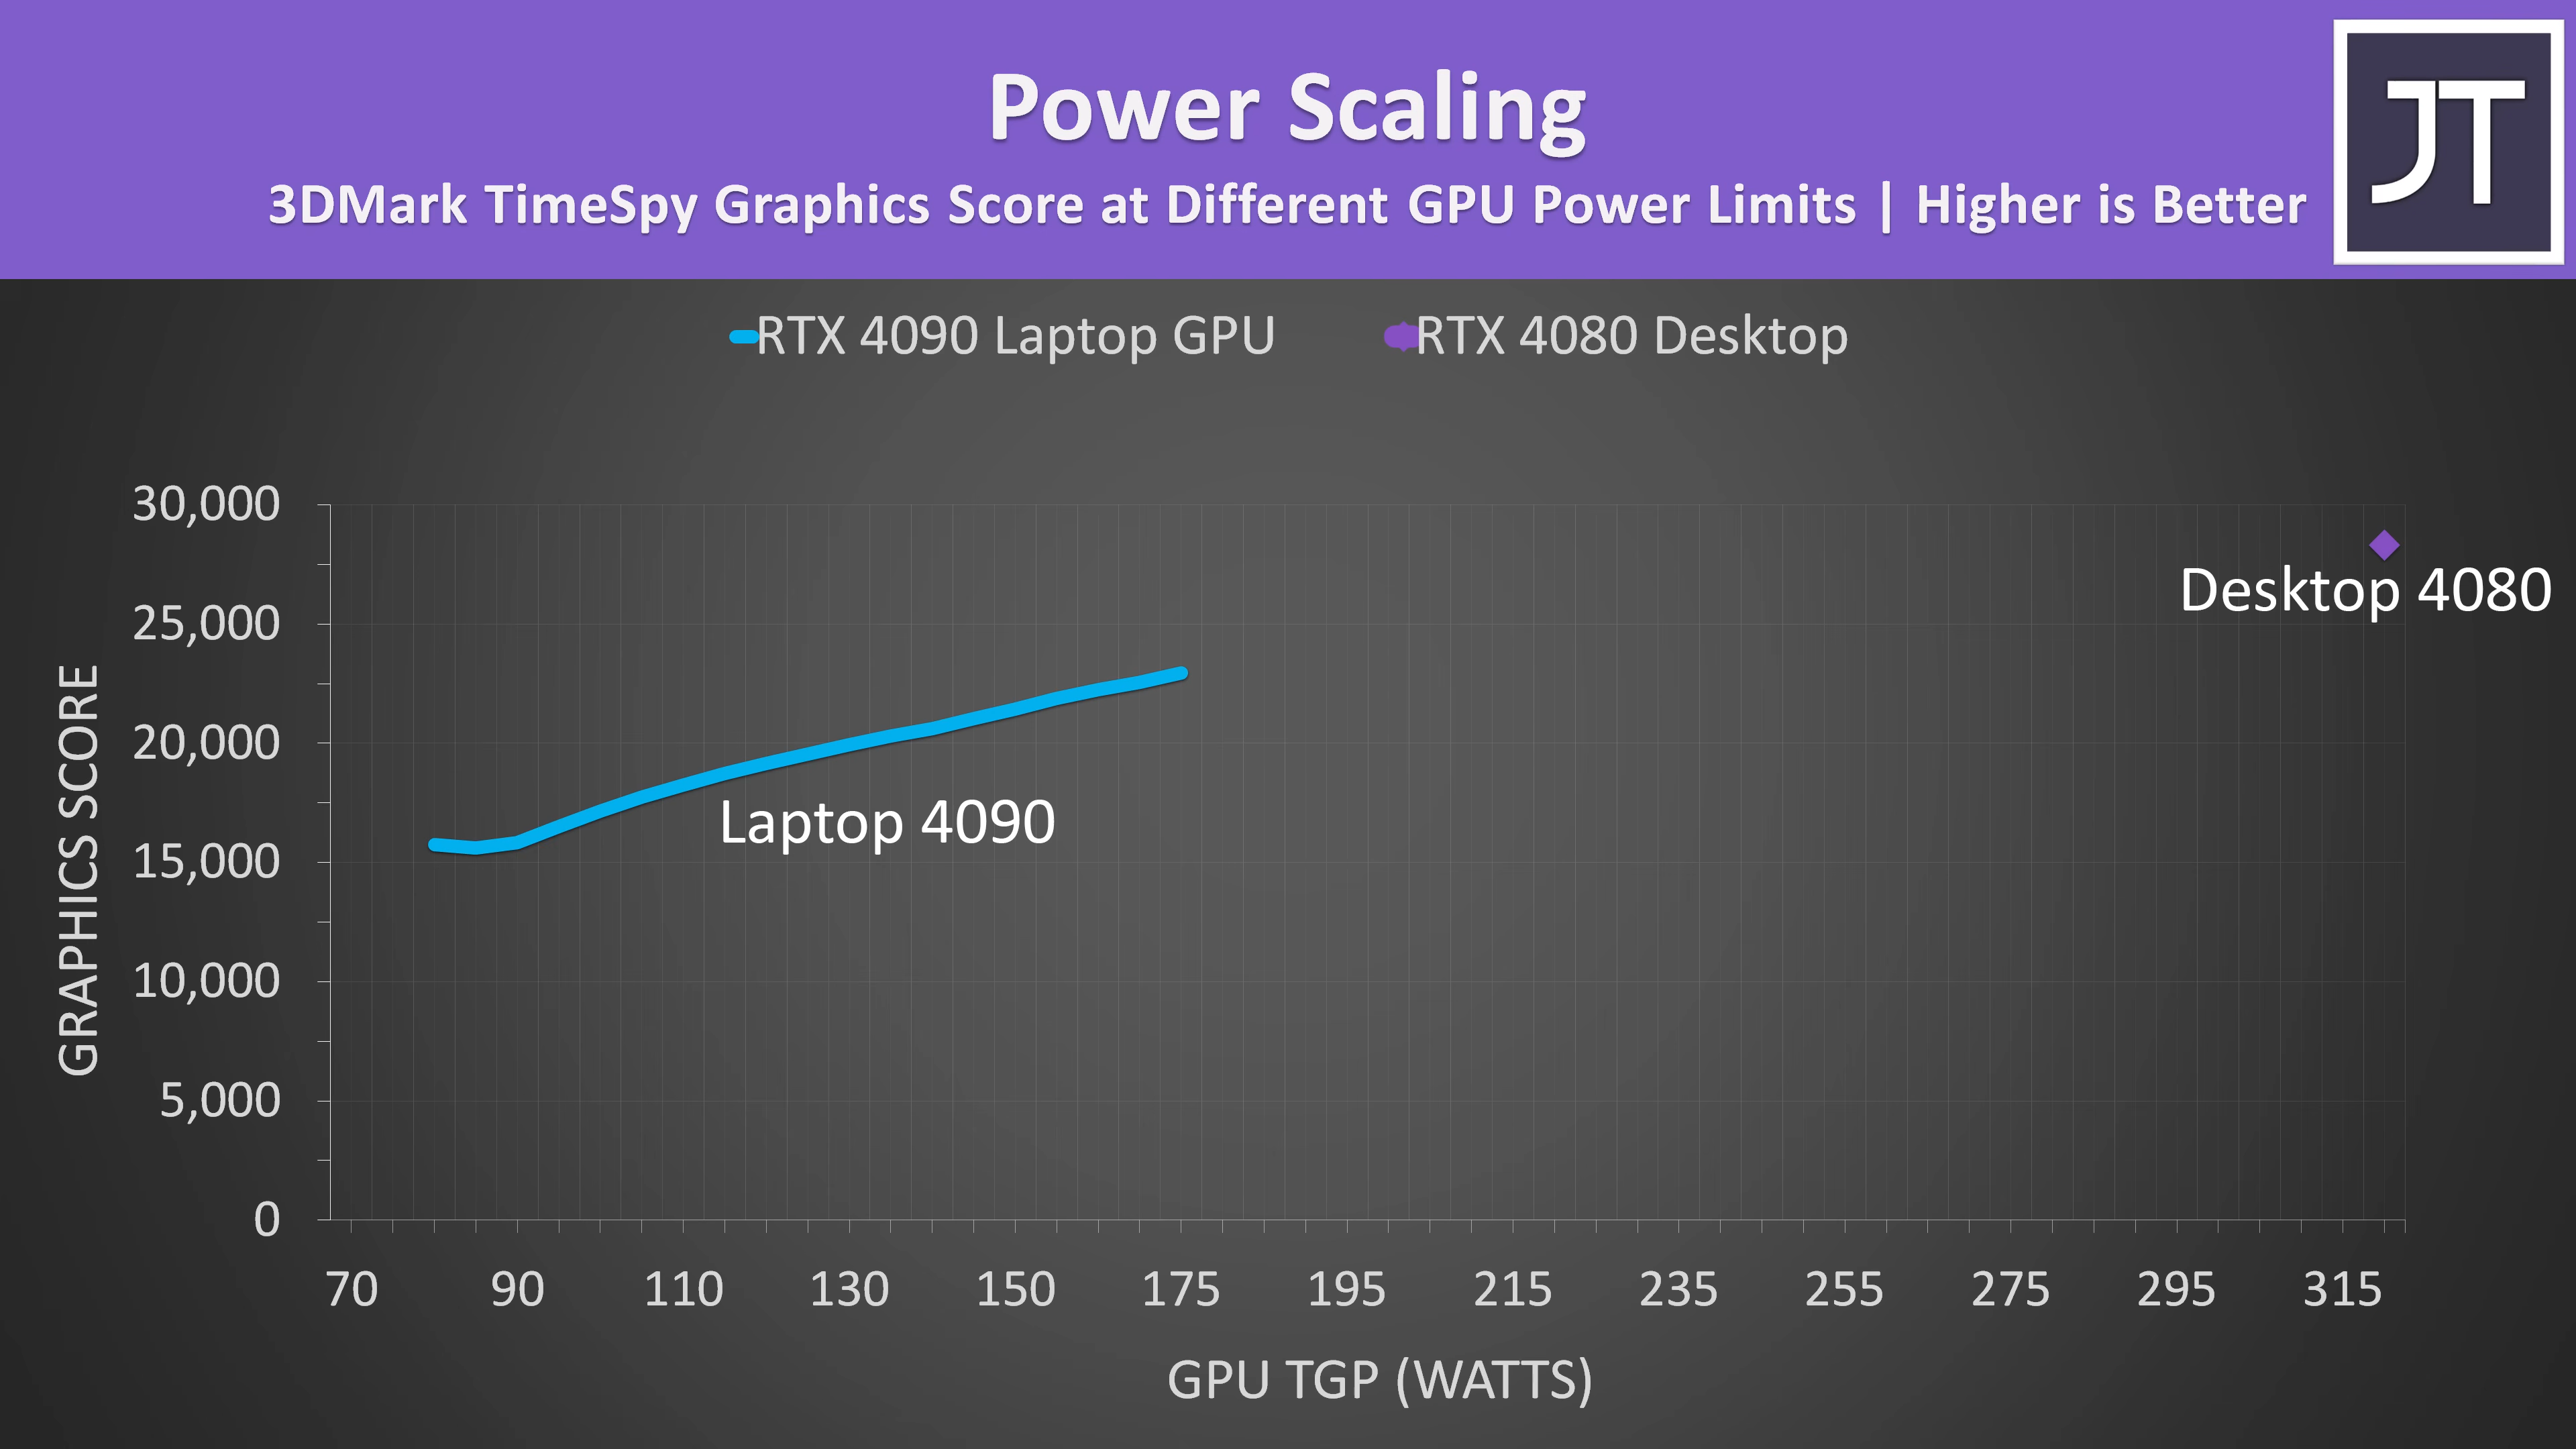 Power Scaling
3DMark TimeSpy Graphics Score at Different GPU Power Limits | Higher is Better
JT
RTX 4090 Laptop GPU
RTX 4080 Desktop
30,000
25,000
20,000
15,000
10,000
5,000
0
GRAPHICS SCORE
Desktop 4080
Laptop 4090
70 90 110 130 150 175 195 215 235 255 275 295 315
GPU TGP (WATTS)